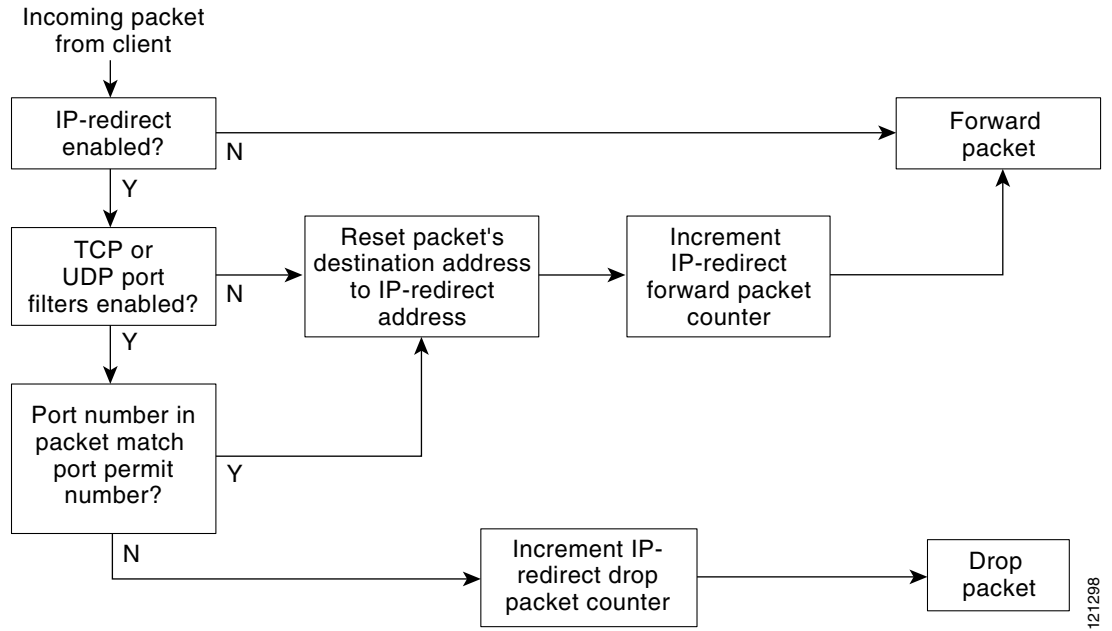 Incoming packet
from client
IP-redirect
enabled?
N
Forward
packet
Y
TCP or
UDP port
filters enabled?
N
Reset packet's
destination address
to IP-redirect
address
Increment
IP-redirect
forward packet
counter
Y
Port number in
packet match
port permit
number?
Y
N
Increment IP-
redirect drop
packet counter
Drop
packet
121298